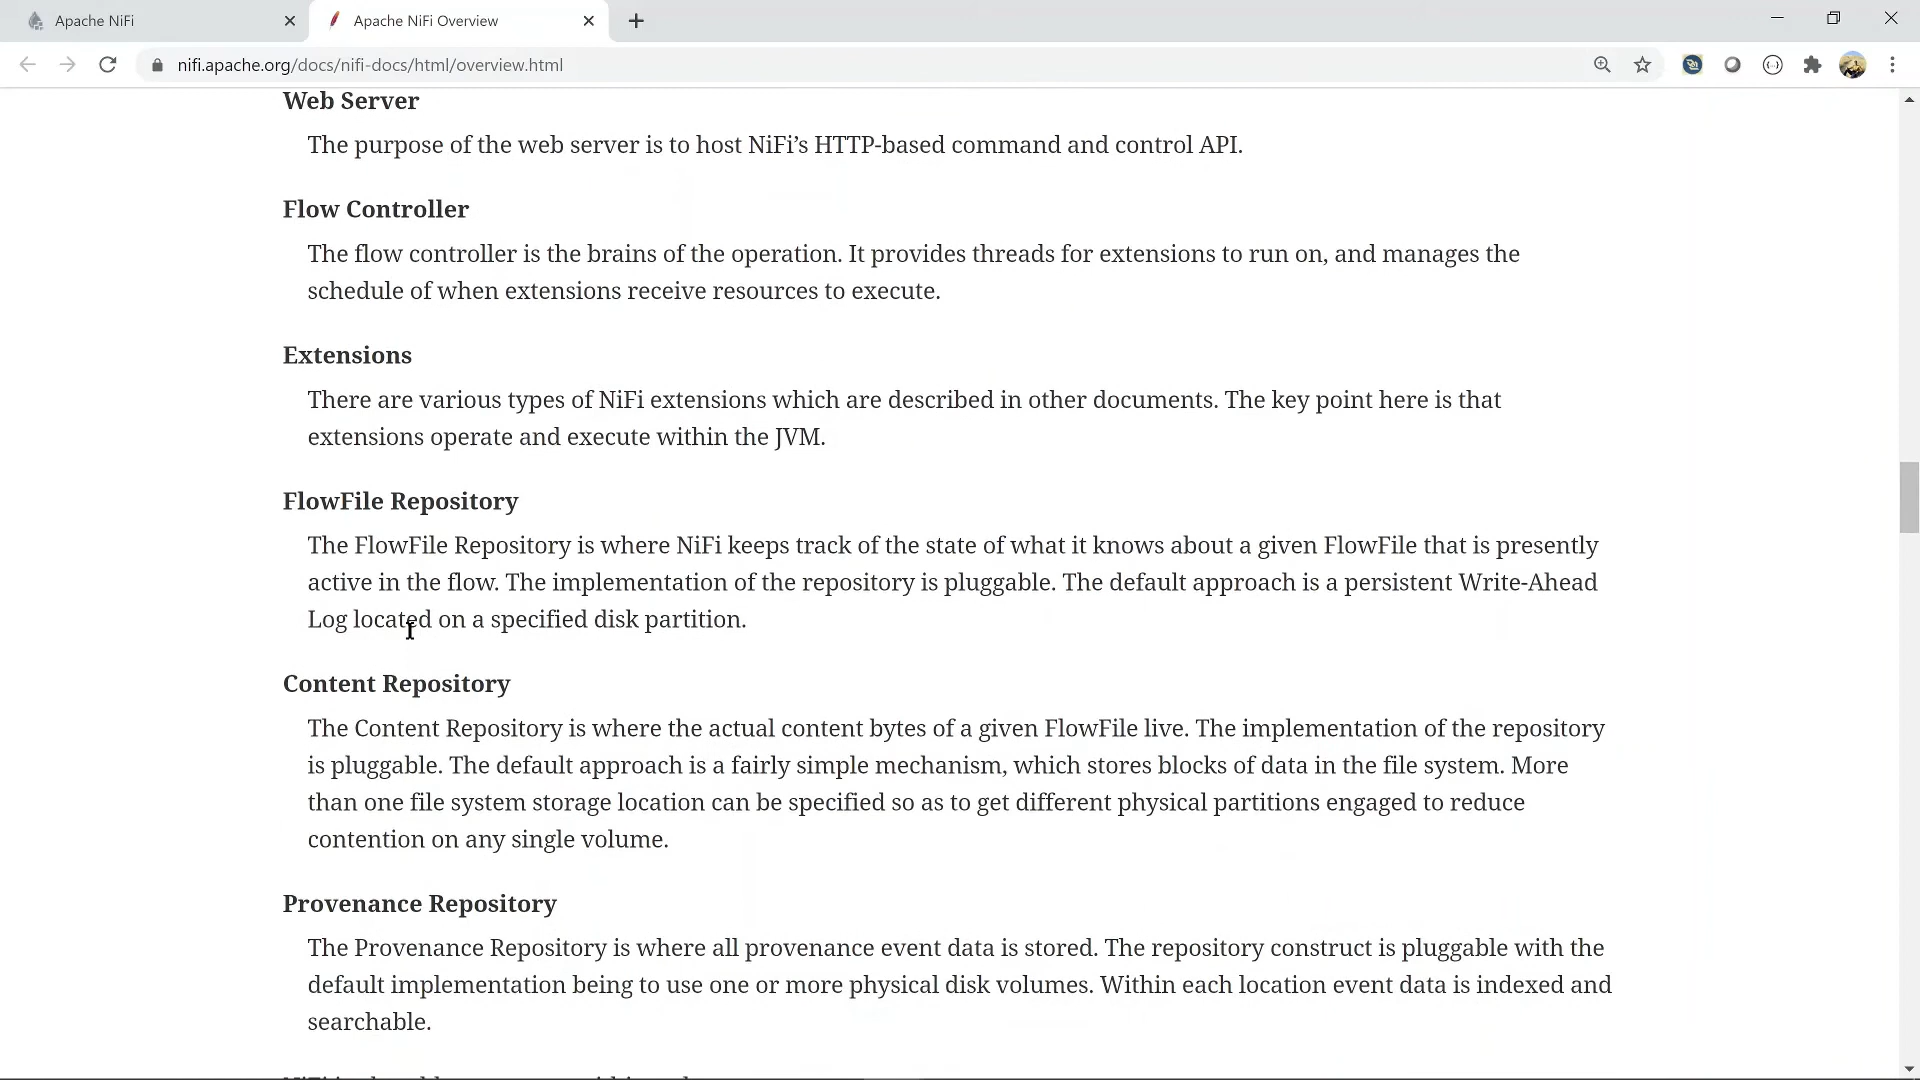 Apache NiFi
Apache NiFi Overview
nifi.apache.org/docs/nifi-docs/html/overview.html
Web Server
The purpose of the web server is to host NiFi’s HTTP-based command and control API.
Flow Controller
The flow controller is the brains of the operation. It provides threads for extensions to run on, and manages the
schedule of when extensions receive resources to execute.
Extensions
There are various types of NiFi extensions which are described in other documents. The key point here is that
extensions operate and execute within the JVM.
FlowFile Repository
The FlowFile Repository is where NiFi keeps track of the state of what it knows about a given FlowFile that is presently
active in the flow. The implementation of the repository is pluggable. The default approach is a persistent Write-Ahead
Log located on a specified disk partition.
Content Repository
The Content Repository is where the actual content bytes of a given FlowFile live. The implementation of the repository
is pluggable. The default approach is a fairly simple mechanism, which stores blocks of data in the file system. More
than one file system storage location can be specified so as to get different physical partitions engaged to reduce
contention on any single volume.
Provenance Repository
The Provenance Repository is where all provenance event data is stored. The repository construct is pluggable with the
default implementation being to use one or more physical disk volumes. Within each location event data is indexed and
searchable.